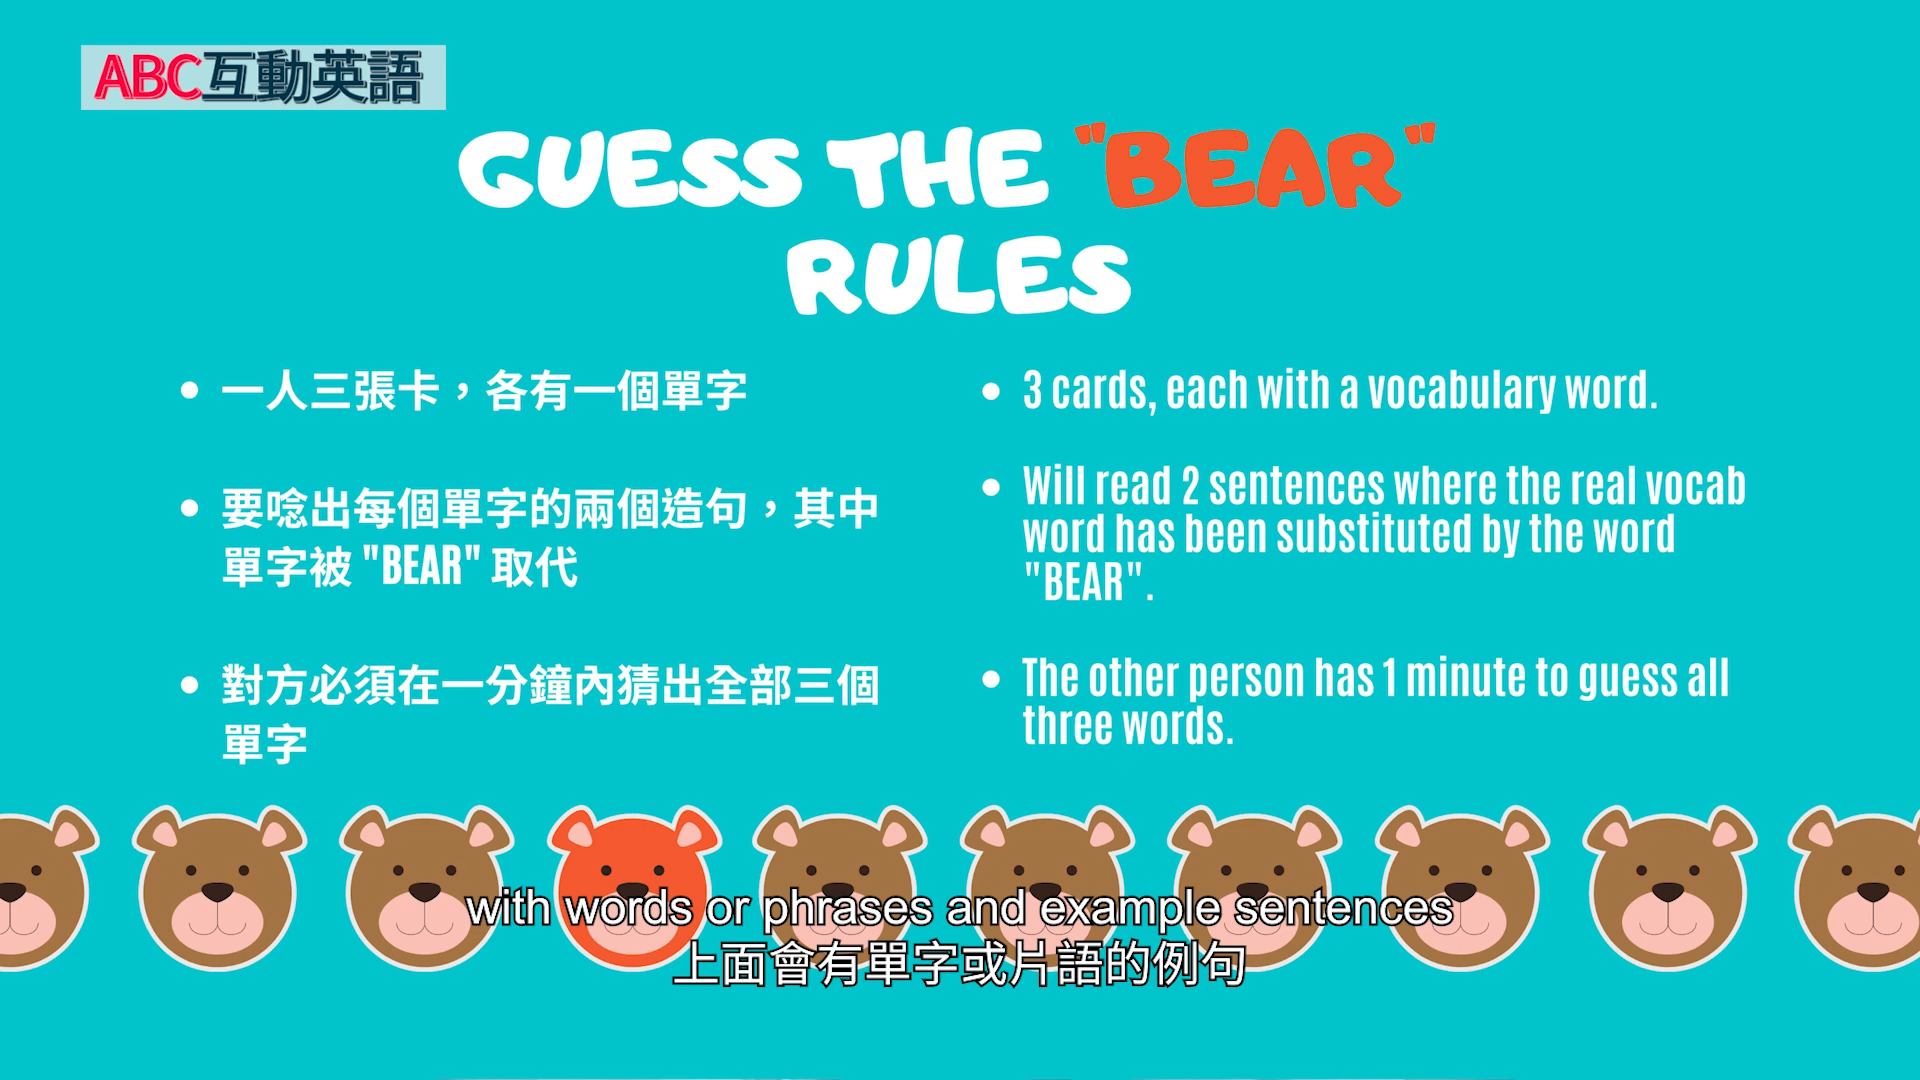 ABC互動英語
GUESS THE "BEAR"
RULES
• 一人三張卡，各有一個單字
• 要唸出每個單字的兩個造句，其中
單字被 "BEAR" 取代
• 對方必須在一分鐘內猜出全部三個
單字
• 3 cards, each with a vocabulary word.
• Will read 2 sentences where the real vocab
word has been substituted by the word
"BEAR".
• The other person has 1 minute to guess all
three words.
with words or phrases and example sentences
上面會有單字或片語的例句